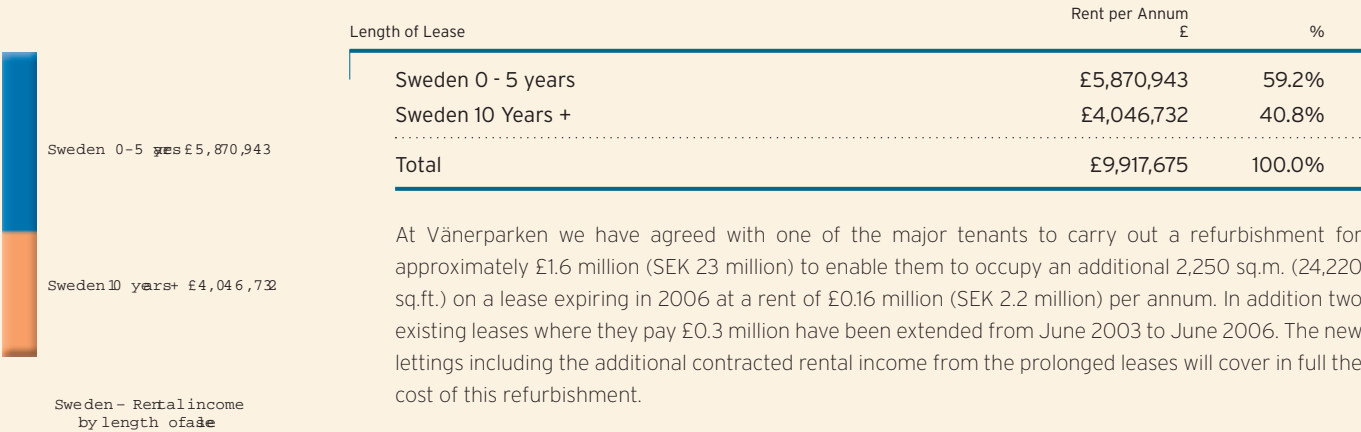 Rent per Annum
Length of Lease £ %
Sweden 0 - 5 years £5,870,943 59.2%
Sweden 10 Years + £4,046,732 40.8%
Total £9,917,675 100.0%
Sweden 0-5 yrs £5,870,943
Sweden 10 years+ £4,046,732
Sweden - Rental income
by length of lease
At Vänerparken we have agreed with one of the major tenants to carry out a refurbishment for
approximately £1.6 million (SEK 23 million) to enable them to occupy an additional 2,250 sq.m. (24,220
sq.ft.) on a lease expiring in 2006 at a rent of £0.16 million (SEK 2.2 million) per annum. In addition two
existing leases where they pay £0.3 million have been extended from June 2003 to June 2006. The new
lettings including the additional contracted rental income from the prolonged leases will cover in full the
cost of this refurbishment.